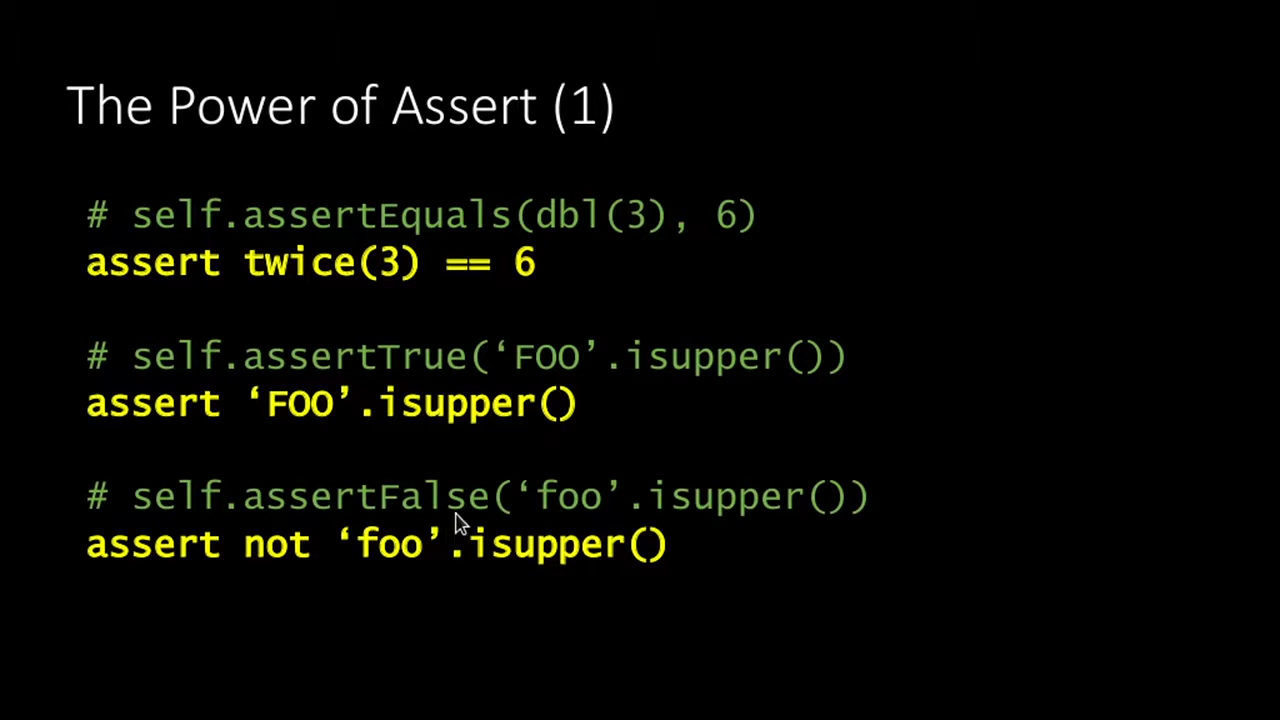 The Power of Assert (1)
# self.assertEquals(dbl(3), 6)
assert twice(3) == 6
# self.assertTrue(‘FOO’.isupper())
assert ‘FOO’.isupper()
# self.assertFalse(‘foo’.isupper())
assert not ‘foo’.isupper()